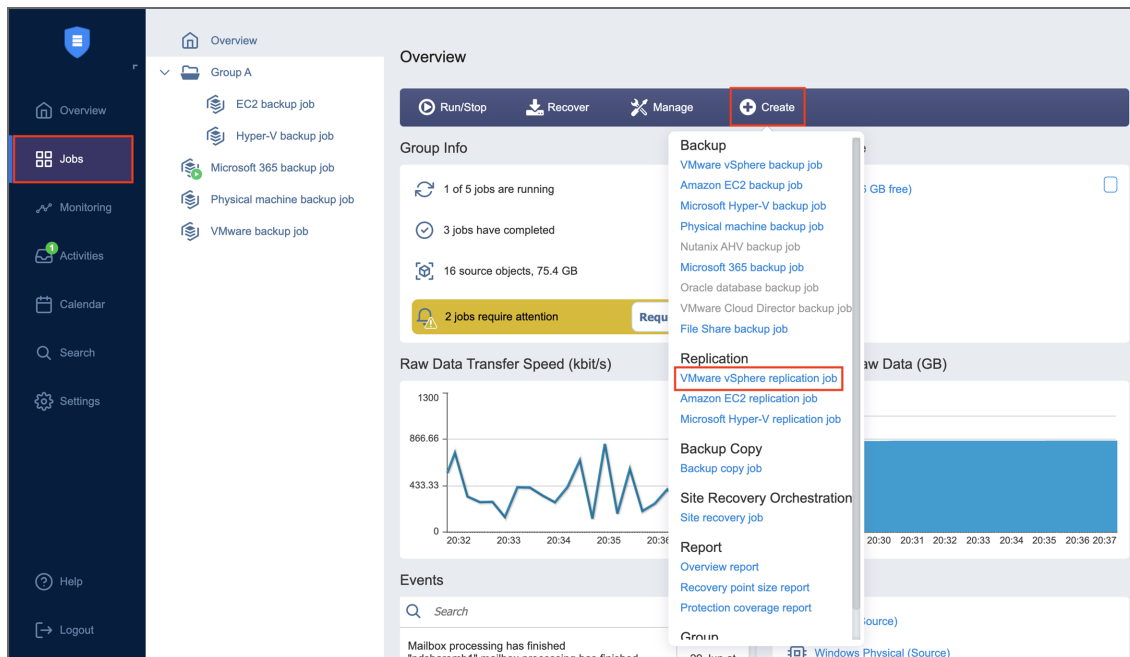 Overview
Jobs
Monitoring
1
Activities
Calendar
Search
Settings
Help
Logout
Overview
Group A
EC2 backup job
Hyper-V backup job
Microsoft 365 backup job
Physical machine backup job
VMware backup job
Overview
Run/Stop
Recover
Manage
Create
Group Info
1 of 5 jobs are running
3 jobs have completed
16 source objects, 75.4 GB
2 jobs require attention
GB free)
Backup
VMware vSphere backup job
Amazon EC2 backup job
Microsoft Hyper-V backup job
Physical machine backup job
Nutanix AHV backup job
Microsoft 365 backup job
Oracle database backup job
VMware Cloud Director backup job
File Share backup job
Replication
VMware vSphere replication job
Amazon EC2 replication job
Microsoft Hyper-V replication job
Backup Copy
Backup copy job
Site Recovery Orchestration
Site recovery job
Report
Overview report
Recovery point size report
Protection coverage report
Group
Raw Data Transfer Speed (kbit/s)
1300
866.66
433.33
0
20:32 20:33 20:34 20:35
Data (GB)
20:30 20:31 20:32 20:33 20:34 20:35 20:36 20:37
Events
Search
Mailbox processing has finished
mailbox processing has finished
Windows Physical (Source)